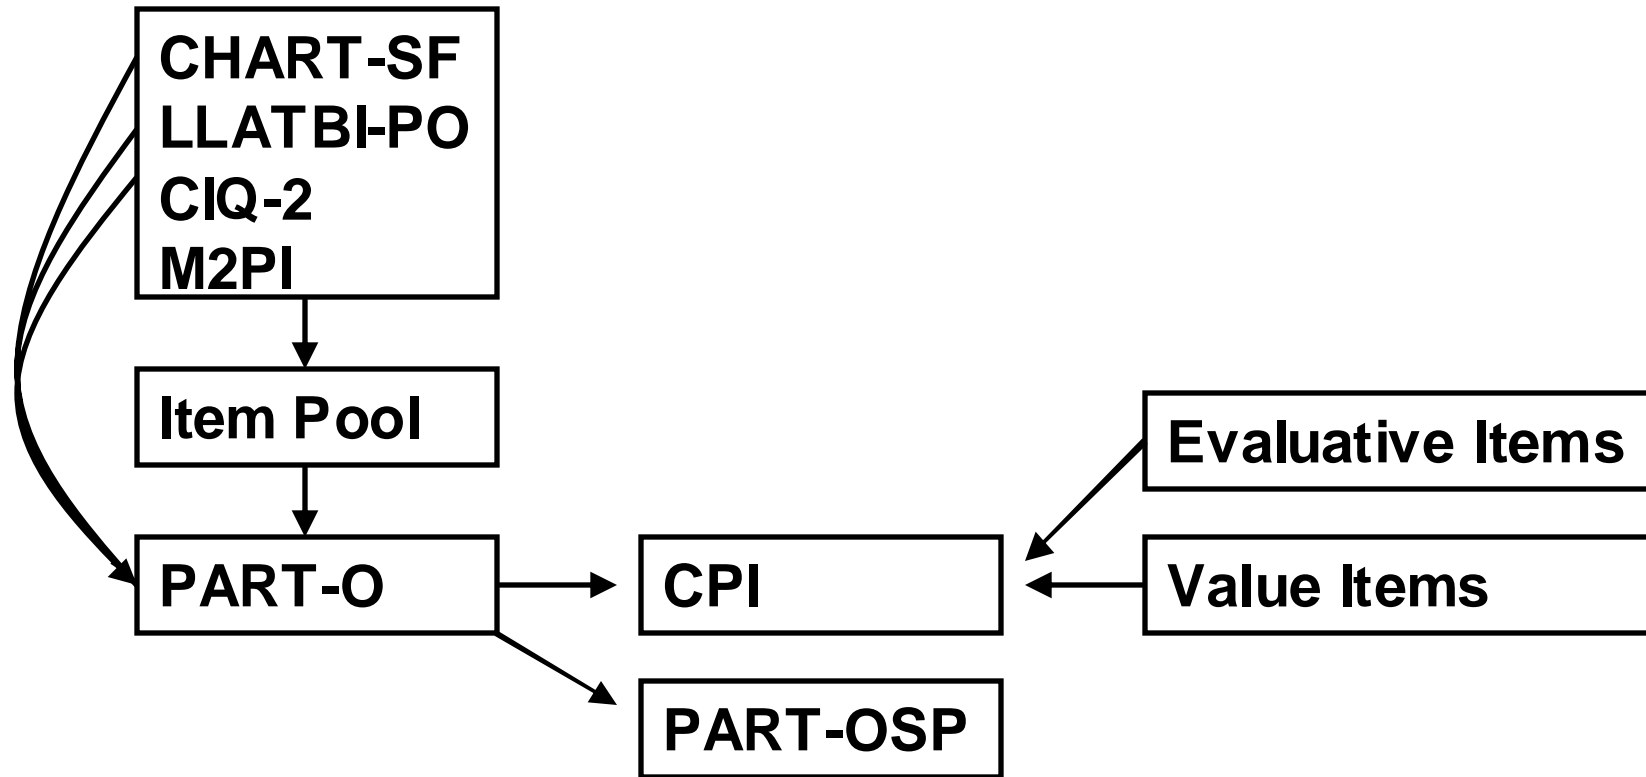 CHART-SF
LLATBI-PO
CIQ-2
M2PI
Item Pool
Evaluative Items
PART-O
CPI
Value Items
PART-OSP